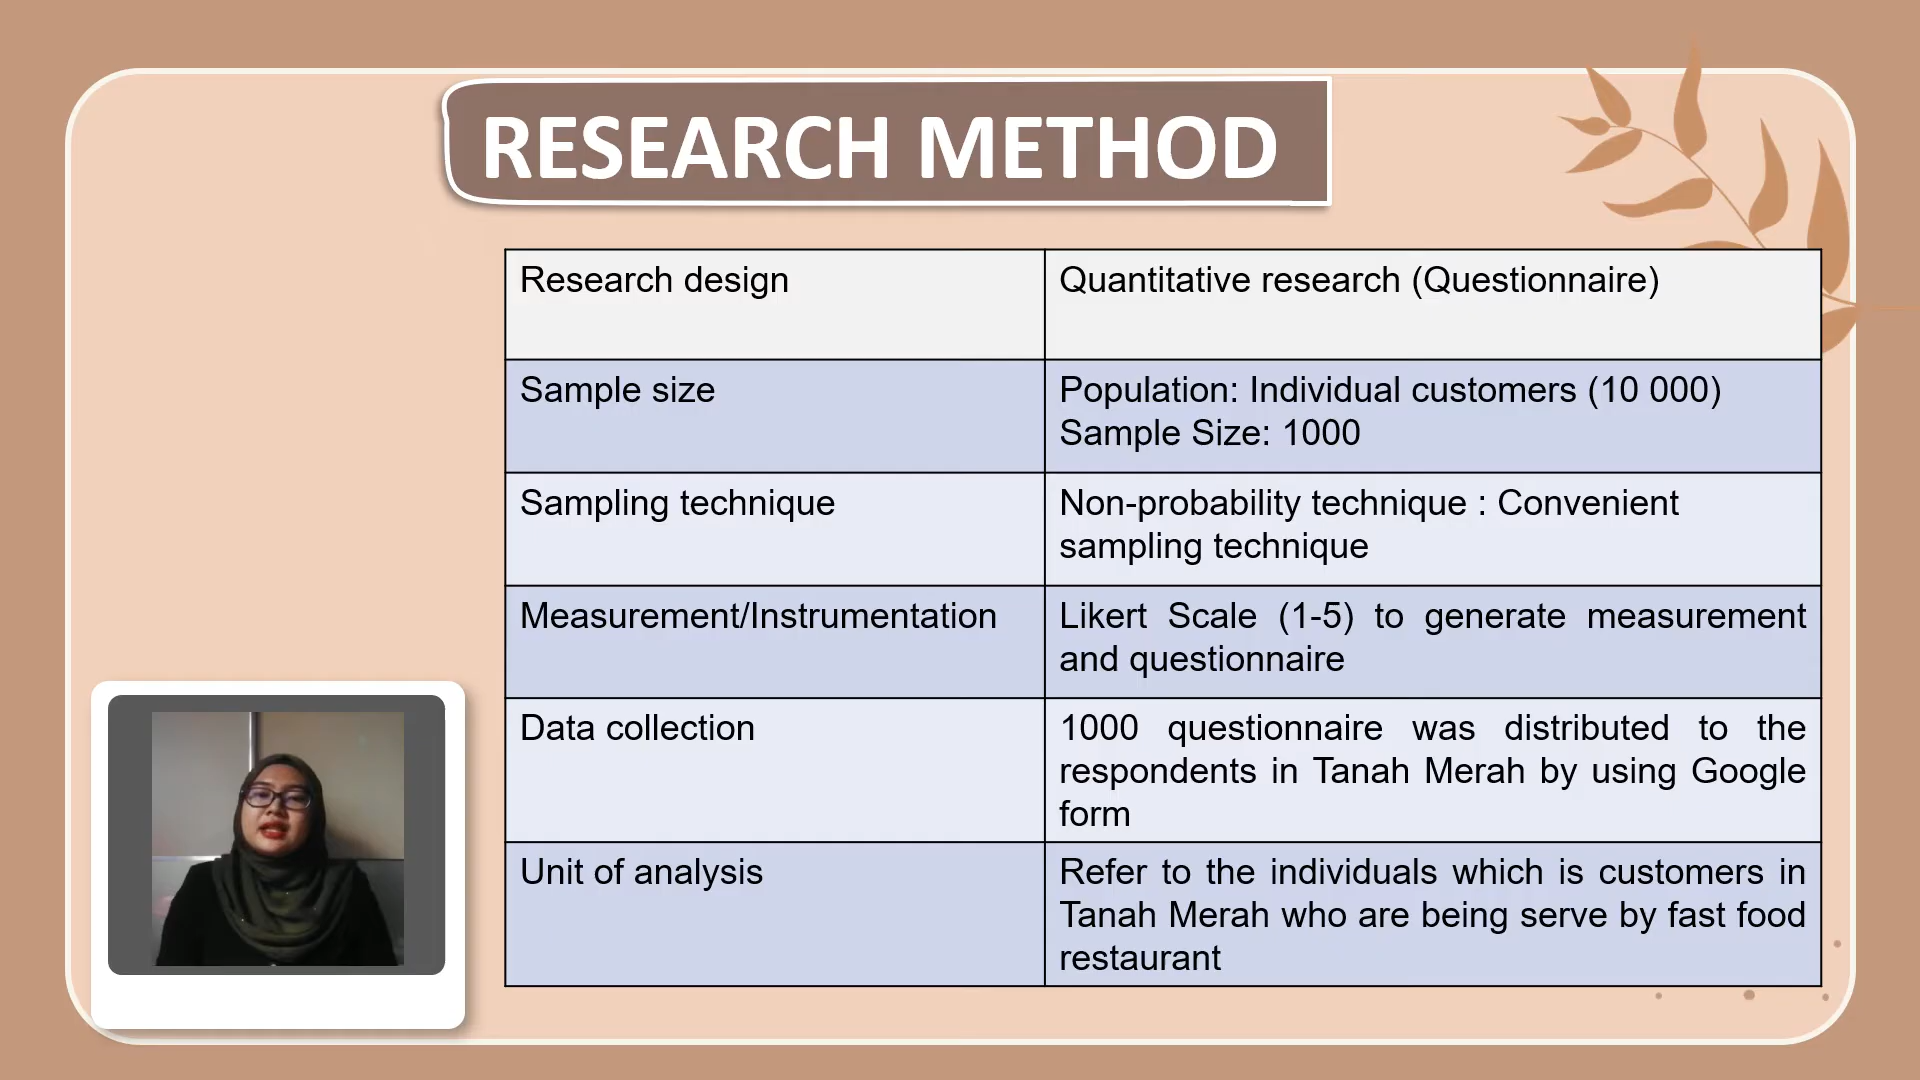 RESEARCH METHOD
Research design
Quantitative research (Questionnaire)
Sample size
Population: Individual customers (10 000)
Sample Size: 1000
Sampling technique
Non-probability technique : Convenient
sampling technique
Measurement/Instrumentation
Likert Scale (1-5) to generate measurement
and questionnaire
Data collection
1000 questionnaire was distributed to the
respondents in Tanah Merah by using Google
form
Unit of analysis
Refer to the individuals which is customers in
Tanah Merah who are being serve by fast food
restaurant